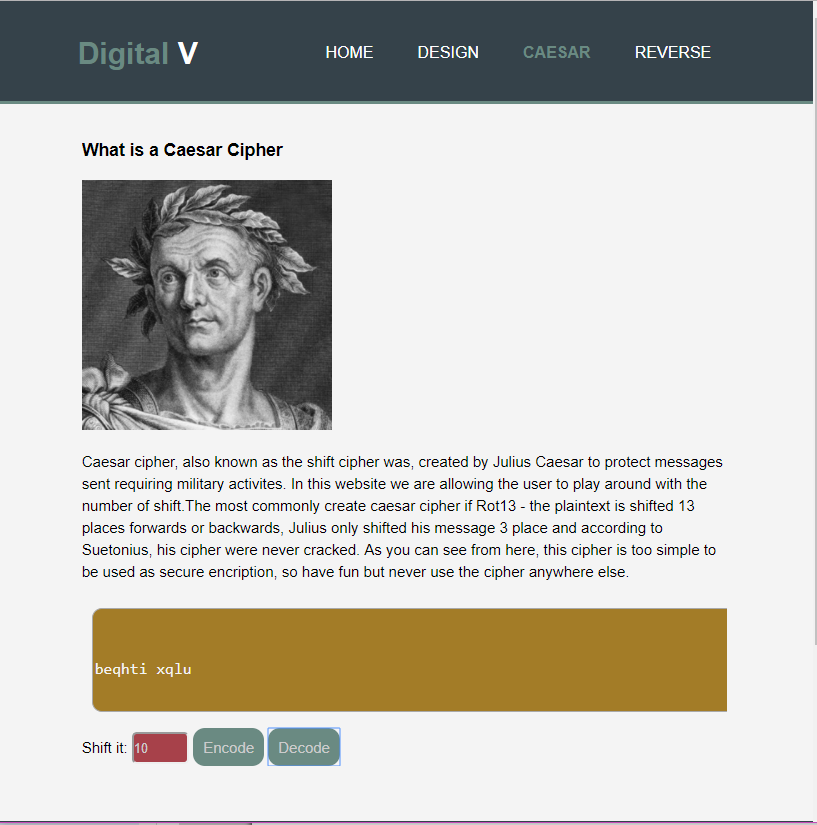 Digital V HOME DESIGN CAESAR REVERSE
What is a Caesar Cipher
Caesar cipher, also known as the shift cipher was, created by Julius Caesar to protect messages
sent requiring military activites. In this website we are allowing the user to play around with the
number of shift.The most commonly create caesar cipher if Rot13 - the plaintext is shifted 13
places forwards or backwards, Julius only shifted his message 3 place and according to
Suetonius, his cipher were never cracked. As you can see from here, this cipher is too simple to
be used as secure encription, so have fun but never use the cipher anywhere else.
beqhti xqlu
Shift it: 10 Encode Decode